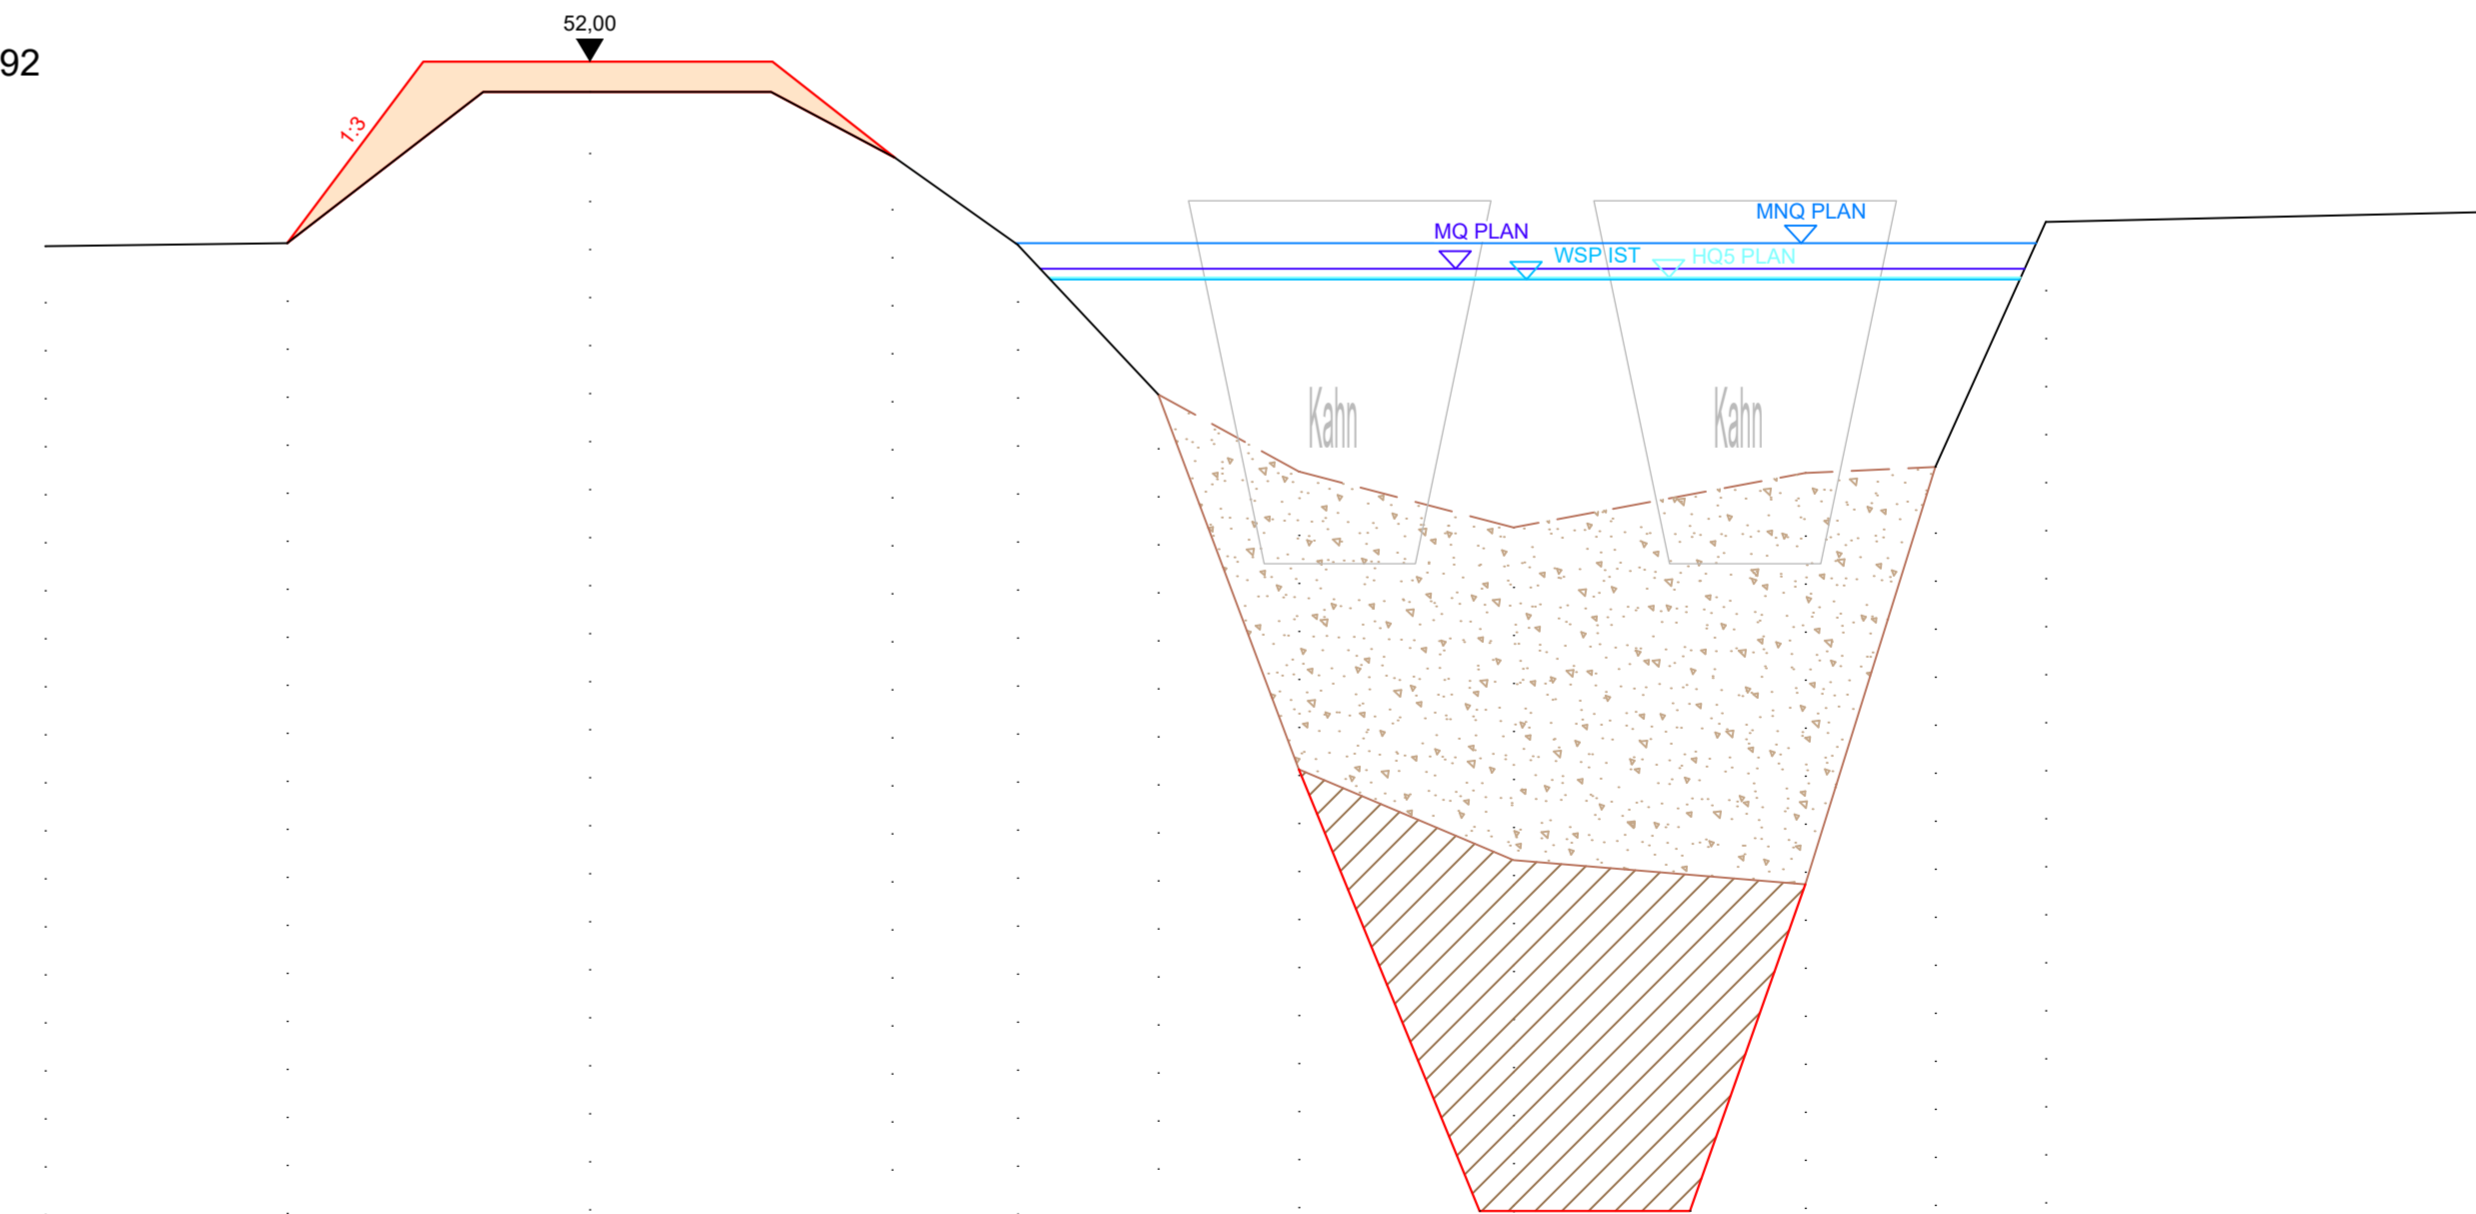 52,00
92
1:3
MNQ PLAN
MQ PLAN
WSP IST
HQ5 PLAN
Kahn
Kahn